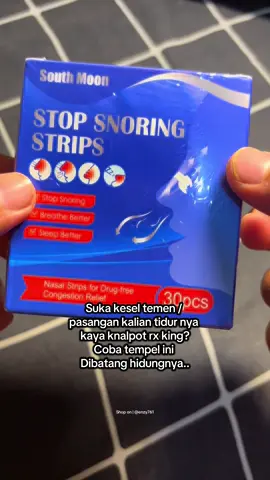 South Moon
STOP SNORING
STRIPS
Stop Snoring
Breathe Better
Sleep Better
Nasal Strips for Drug-free
Congestion Relief
30pcs
Suka kesel temen /
pasangan kalian tidur nya
kaya knalpot rx king?
Coba tempel ini
Dibatang hidungnya..